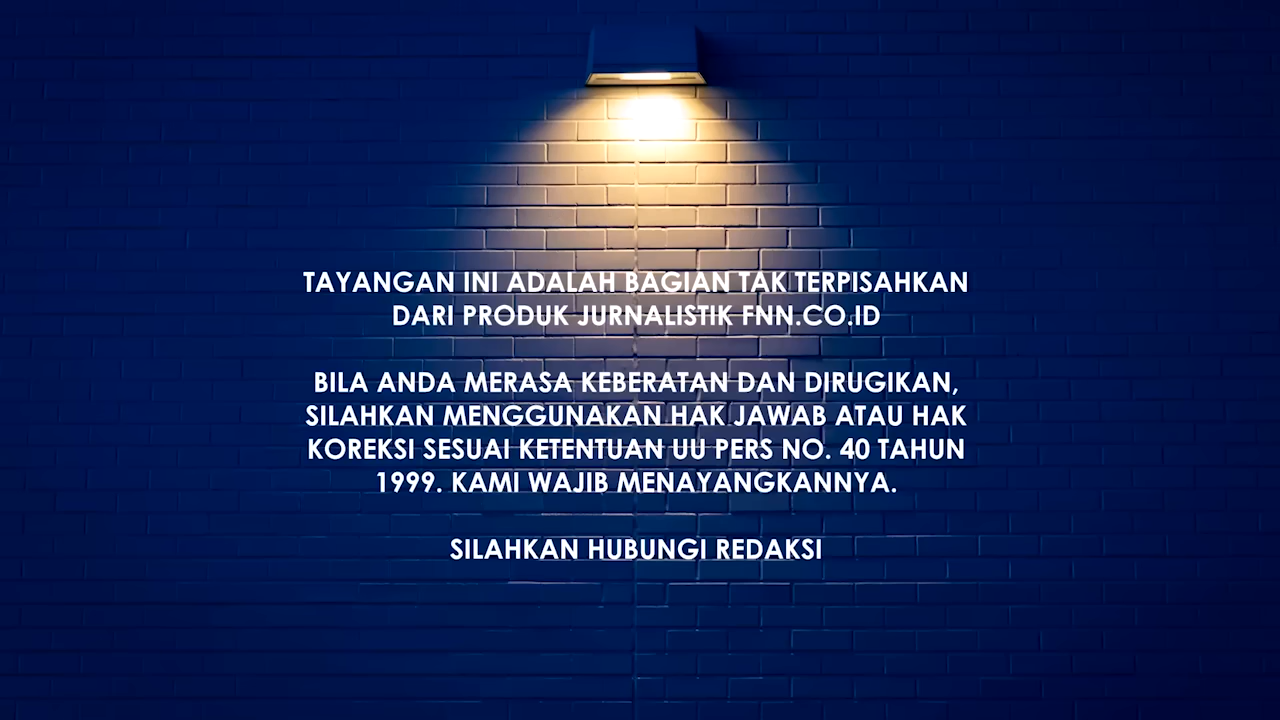 TAYANGAN INI ADALAH BAGIAN TAK TERPISAHKAN
DARI PRODUK JURNALISTIK FNN.CO.ID
BILA ANDA MERASA KEBERATAN DAN DIRUGIKAN,
SILAHKAN MENGGUNAKAN HAK JAWAB ATAU HAK
KOREKSI SESUAI KETENTUAN UU PERS NO. 40 TAHUN
1999. KAMI WAJIB MENAYANGKANNYA.
SILAHKAN HUBUNGI REDAKSI